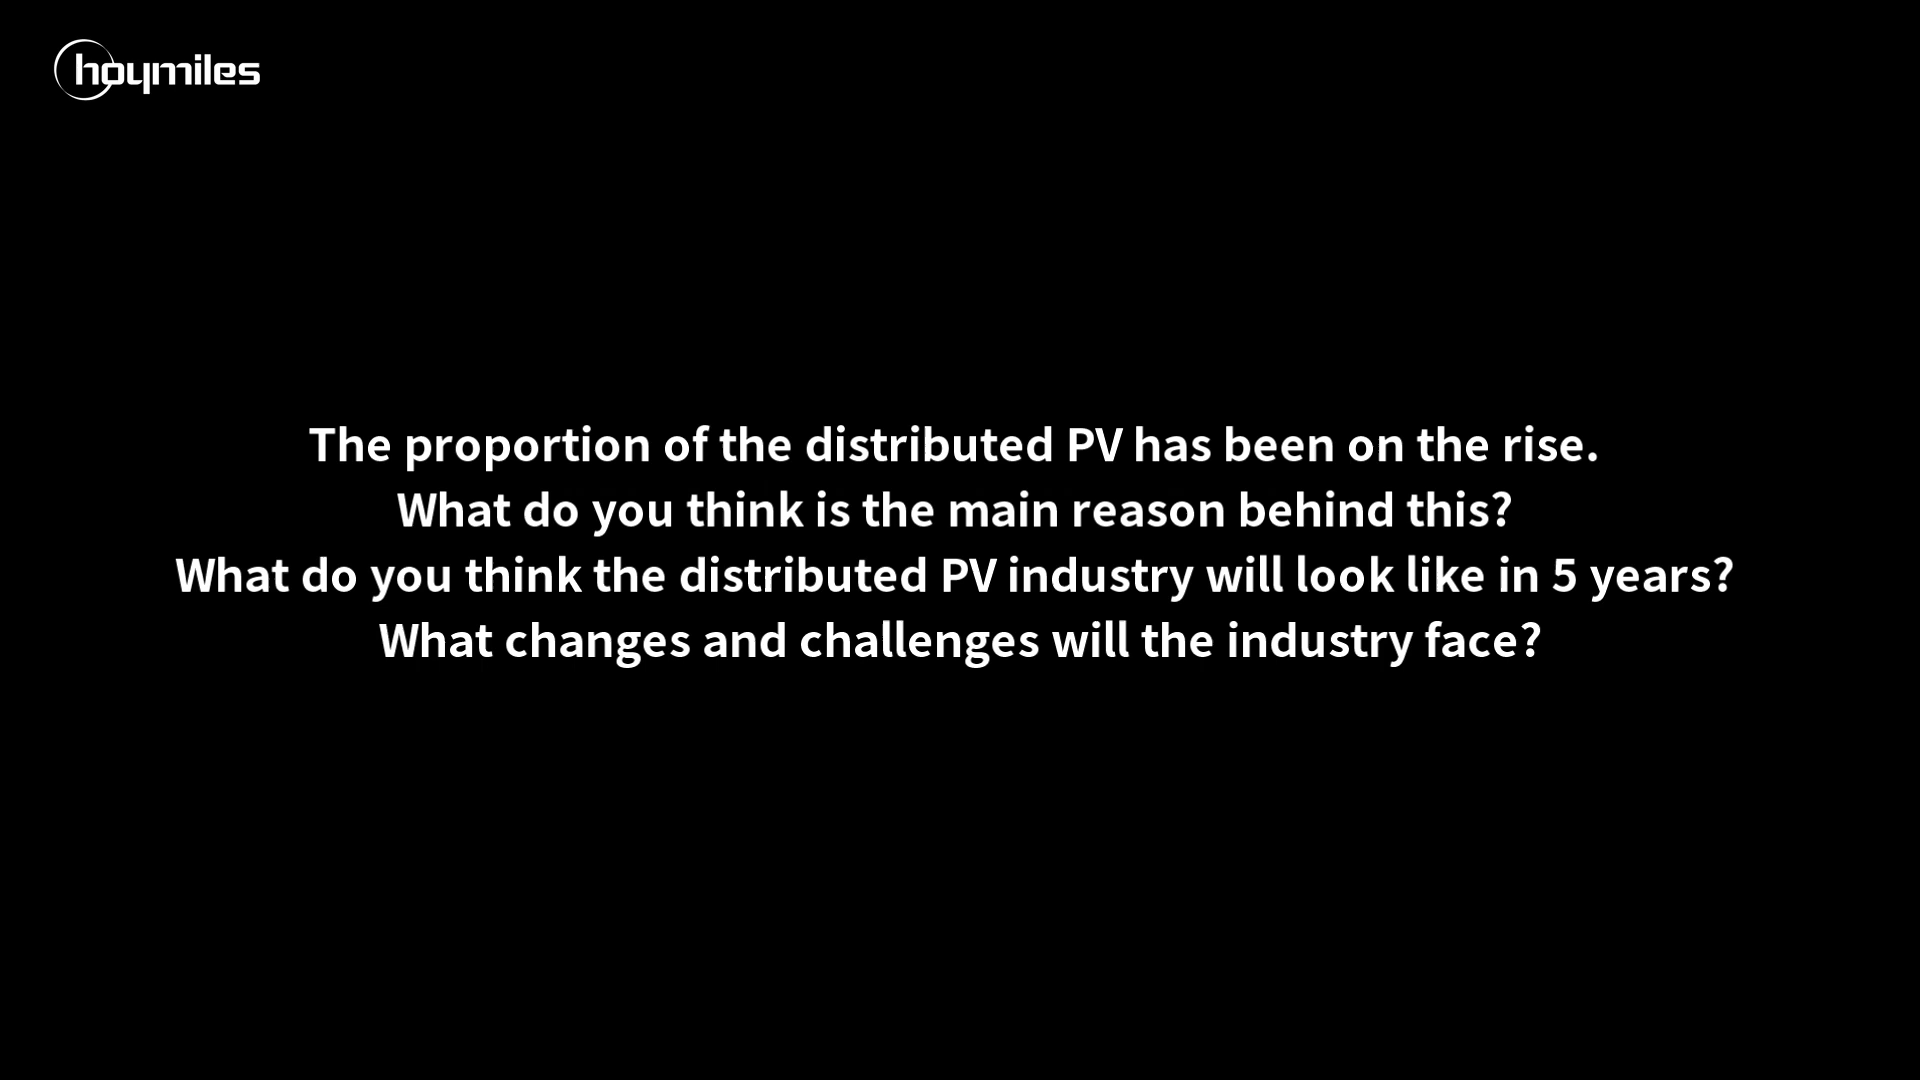 hoymiles
The proportion of the distributed PV has been on the rise.
What do you think is the main reason behind this?
What do you think the distributed PV industry will look like in 5 years?
What changes and challenges will the industry face?